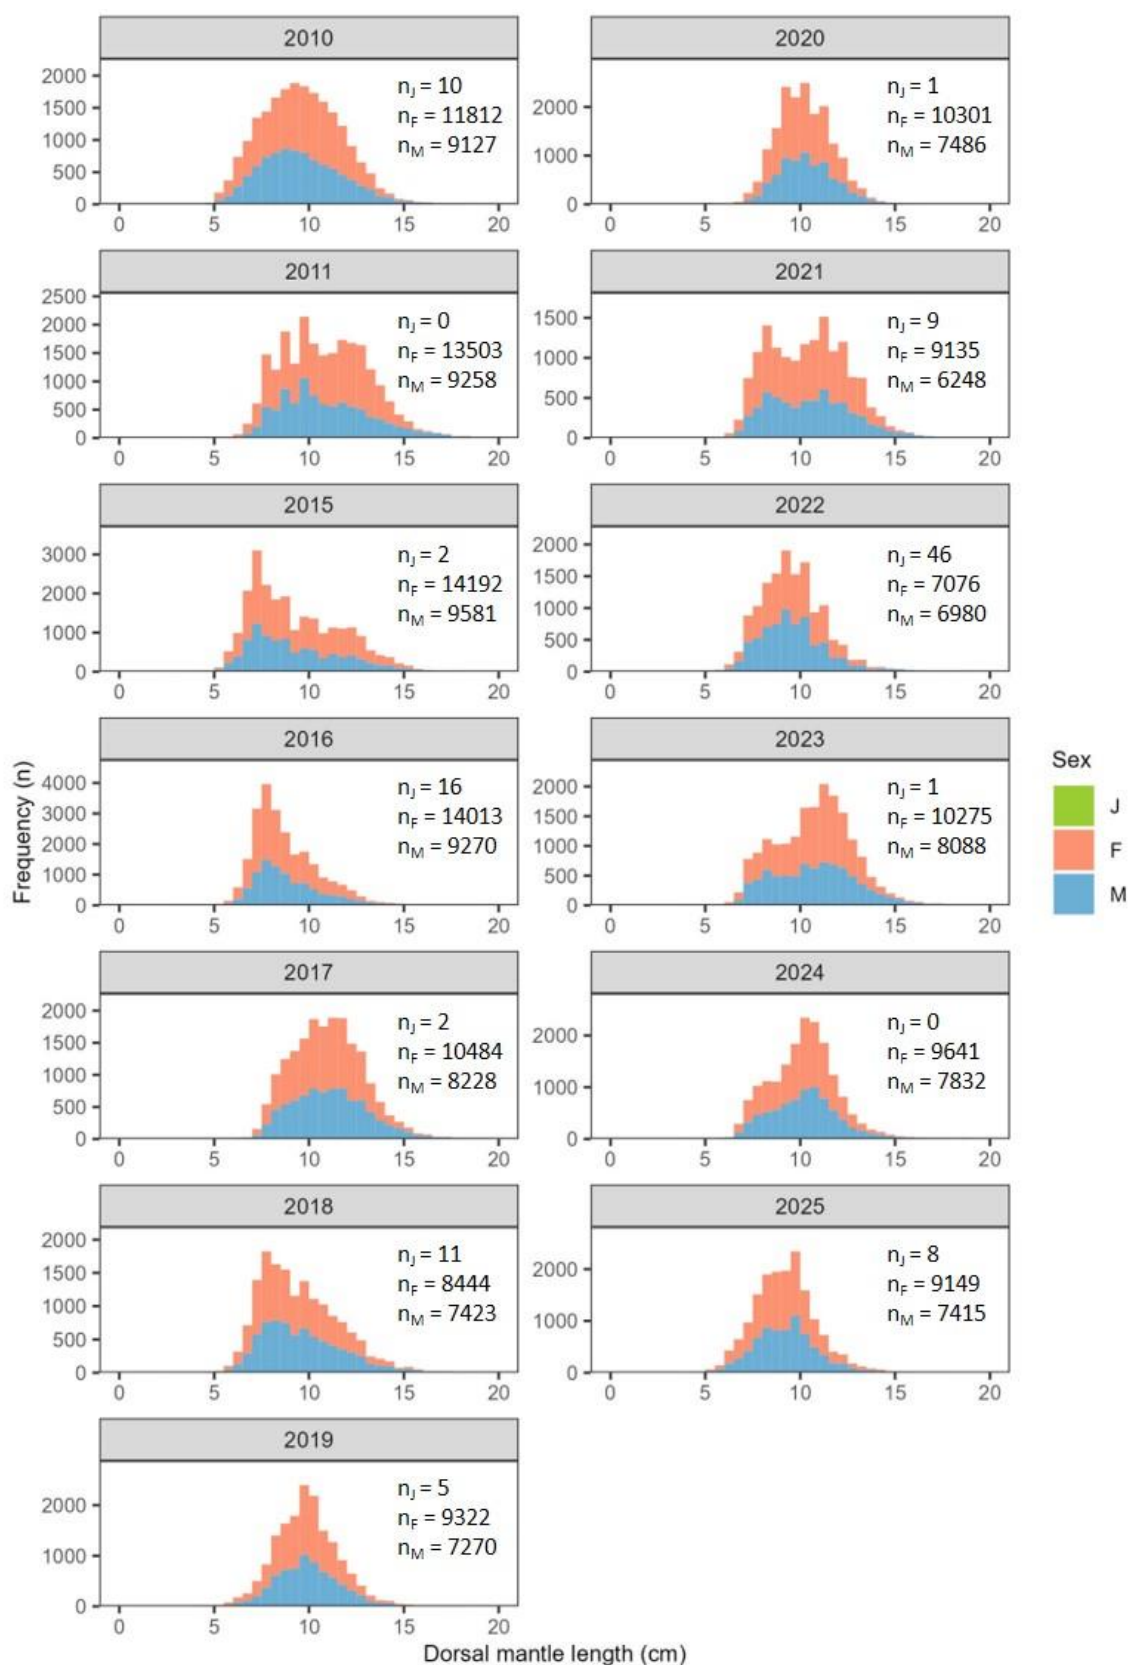 2010
2000
1500
1000
500
0
nJ = 10
nF = 11812
nM = 9127
0 5 10 15 20
2020
2000
1000
0
nJ = 1
nF = 10301
nM = 7486
0 5 10 15 20
2011
2500
2000
1500
1000
500
0
nJ = 0
nF = 13503
nM = 9258
0 5 10 15 20
2021
1500
1000
500
0
nJ = 9
nF = 9135
nM = 6248
0 5 10 15 20
2015
3000
2000
1000
0
nJ = 2
nF = 14192
nM = 9581
0 5 10 15 20
2022
2000
1500
1000
500
0
nJ = 46
nF = 7076
nM = 6980
0 5 10 15 20
2016
4000
3000
2000
1000
0
nJ = 16
nF = 14013
nM = 9270
0 5 10 15 20
2023
2000
1500
1000
500
0
nJ = 1
nF = 10275
nM = 8088
0 5 10 15 20
2017
2000
1500
1000
500
0
nJ = 2
nF = 10484
nM = 8228
0 5 10 15 20
2024
2000
1000
0
nJ = 0
nF = 9641
nM = 7832
0 5 10 15 20
2018
2000
1500
1000
500
0
nJ = 11
nF = 8444
nM = 7423
0 5 10 15 20
2025
2000
1000
0
nJ = 8
nF = 9149
nM = 7415
0 5 10 15 20
2019
2000
1000
0
nJ = 5
nF = 9322
nM = 7270
0 5 10 15 20
Frequency (n)
Dorsal mantle length (cm)
Sex
J
F
M